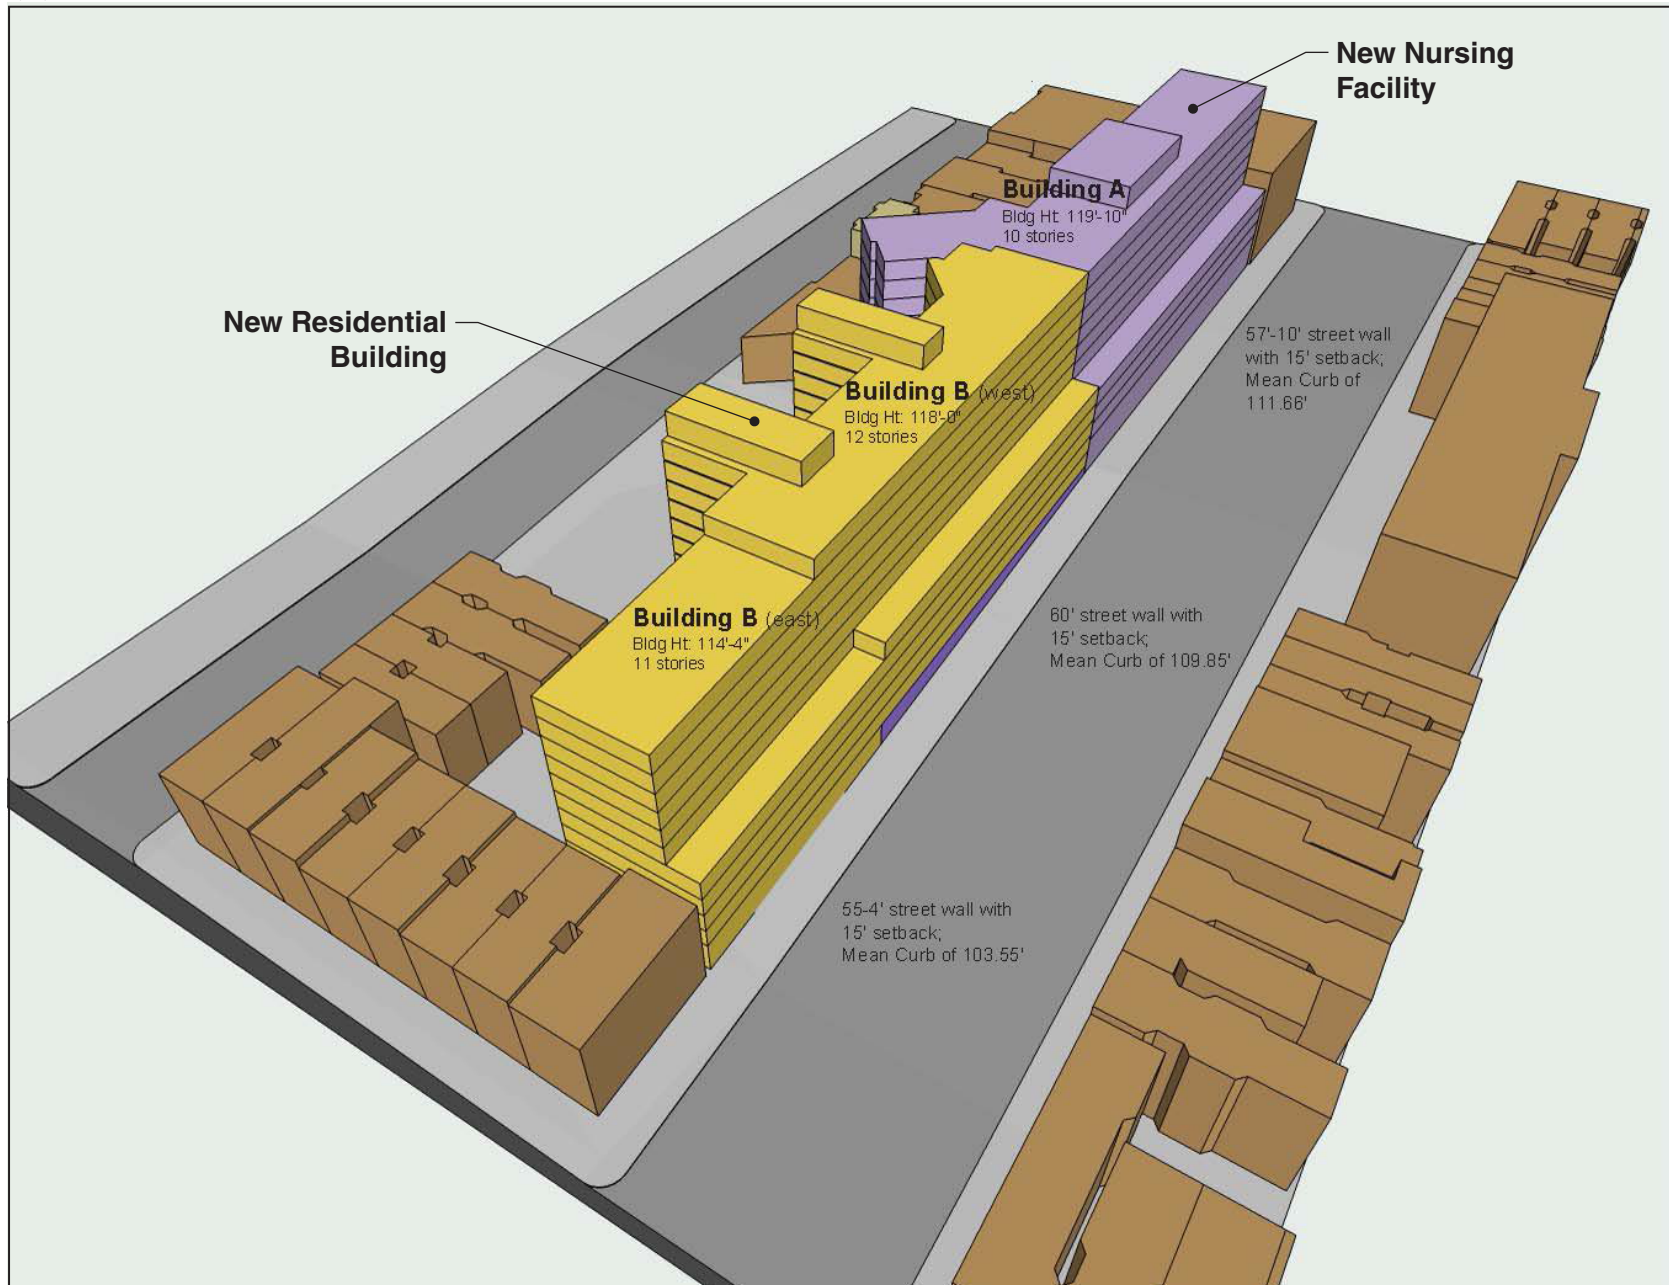 New Nursing
Facility
Building A
Bldg Ht: 119'-10"
10 stories
New Residential
Building
57'-10' street wall
with 15' setback;
Mean Curb of
111.66'
Building B (west)
Bldg Ht: 118'-0"
12 stories
Building B (east)
Bldg Ht: 114'-4"
11 stories
60' street wall with
15' setback;
Mean Curb of 109.85'
55-4' street wall with
15' setback;
Mean Curb of 103.55'